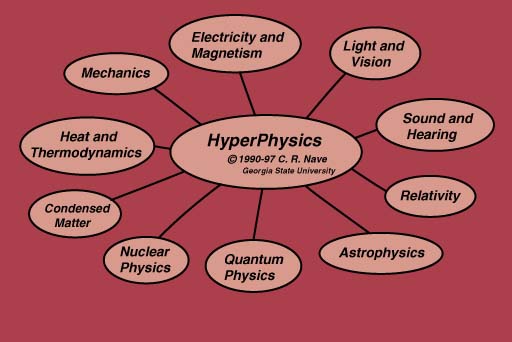 Electricity and
Magnetism
Light and
Vision
Mechanics
Sound and
Hearing
HyperPhysics
©1990-97 C. R. Nave
Georgia State University
Heat and
Thermodynamics
Relativity
Condensed
Matter
Nuclear
Physics
Quantum
Physics
Astrophysics